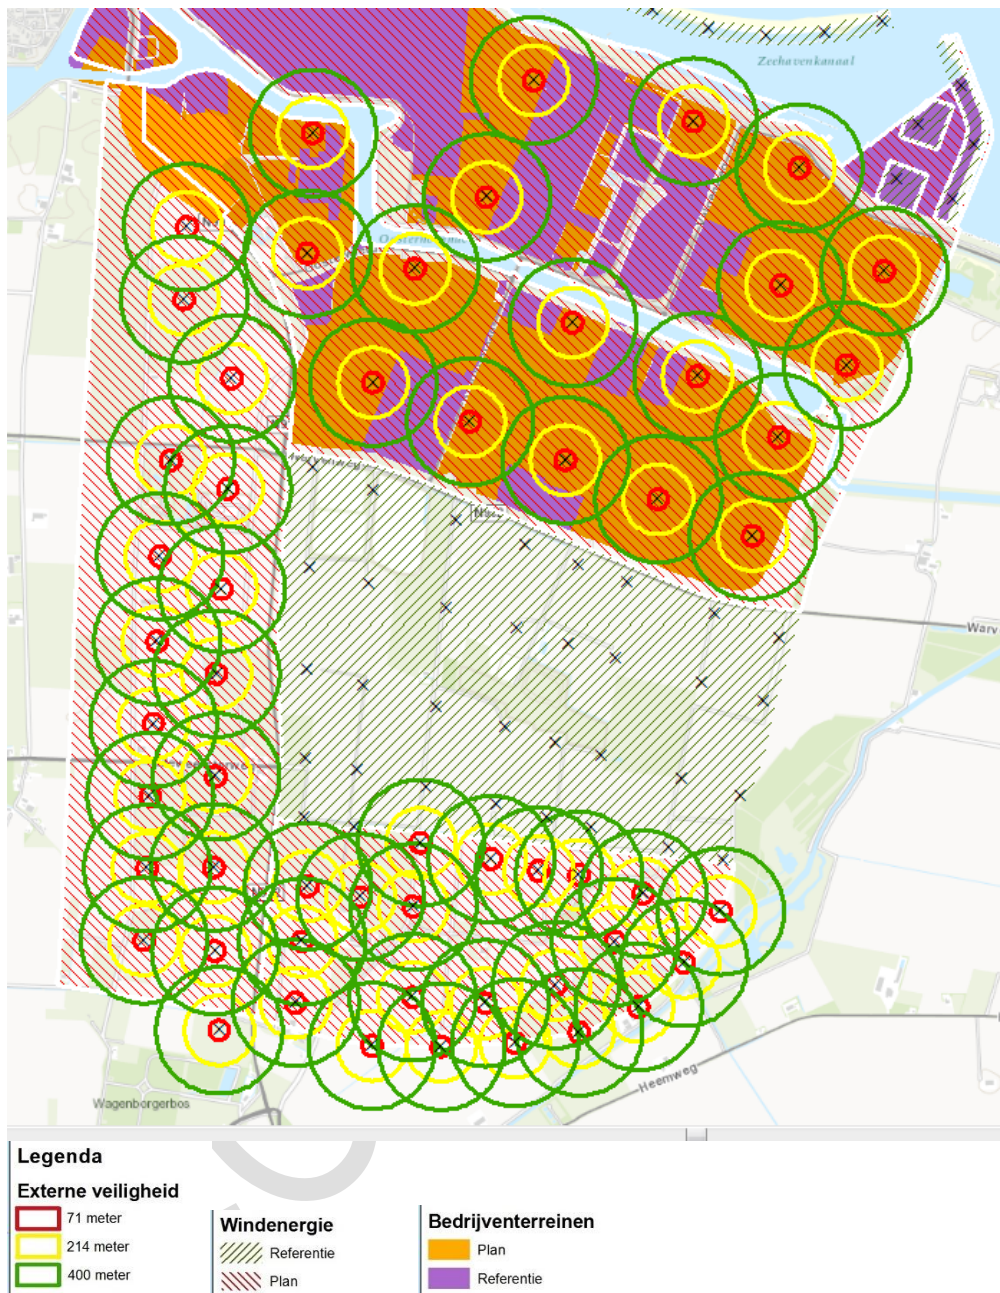 Zeehavenkanaal
Warv
Heemweg
Wagenborgerbos
Legenda
Externe veiligheid
71 meter
214 meter
400 meter
Windenergie
Referentie
Plan
Bedrijventerreinen
Plan
Referentie